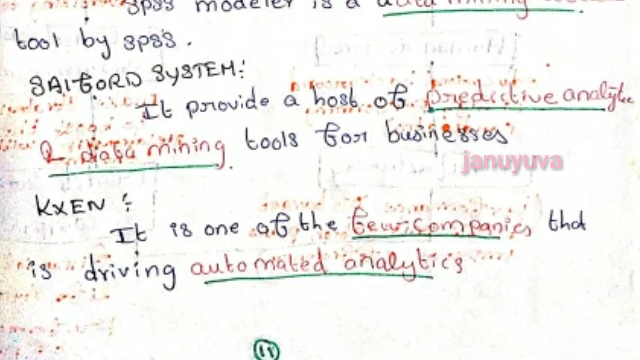 SPSS modeler is a data mining
tool by SPSS.
SALFORD SYSTEM:
It provide a host of predictive analytic
& data mining tools for businesses
januyuva
KXEN :
It is one of the few companies that
is driving automated analytics
11